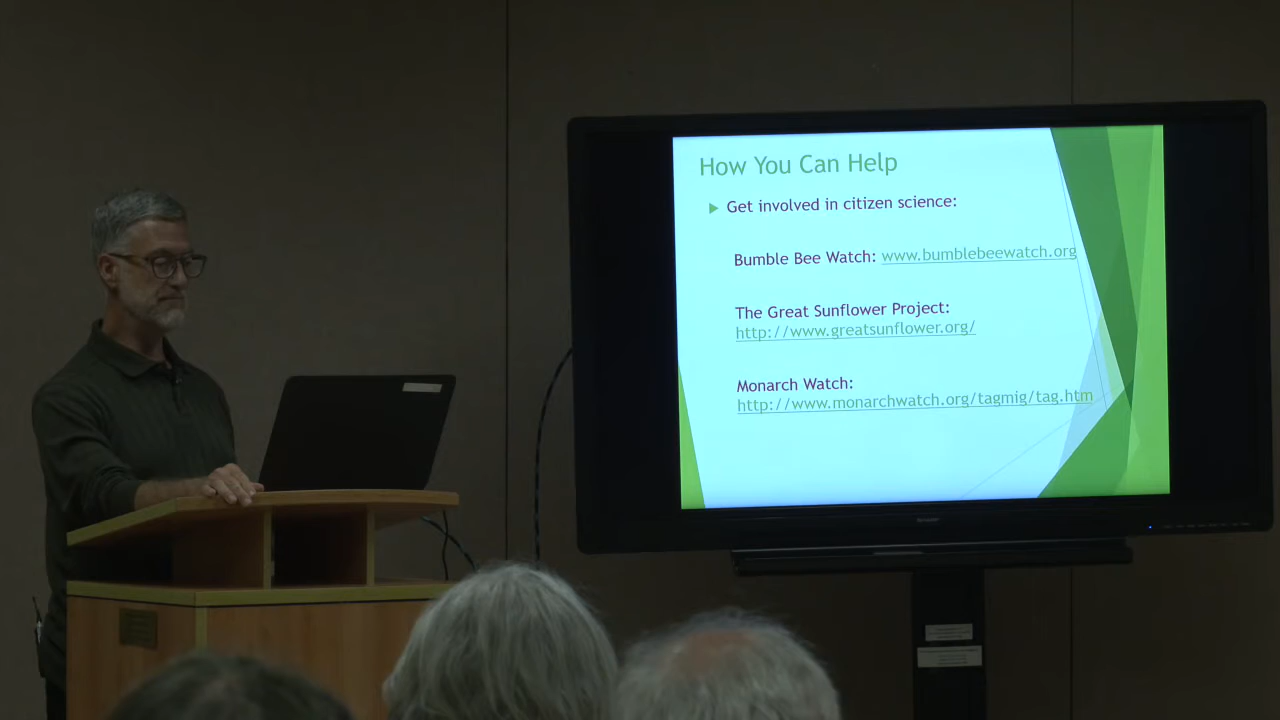 How You Can Help
Get involved in citizen science:
Bumble Bee Watch: www.bumblebeewatch.org
The Great Sunflower Project:
http://www.greatsunflower.org/
Monarch Watch:
http://www.monarchwatch.org/tagmig/tag.htm
SHARP